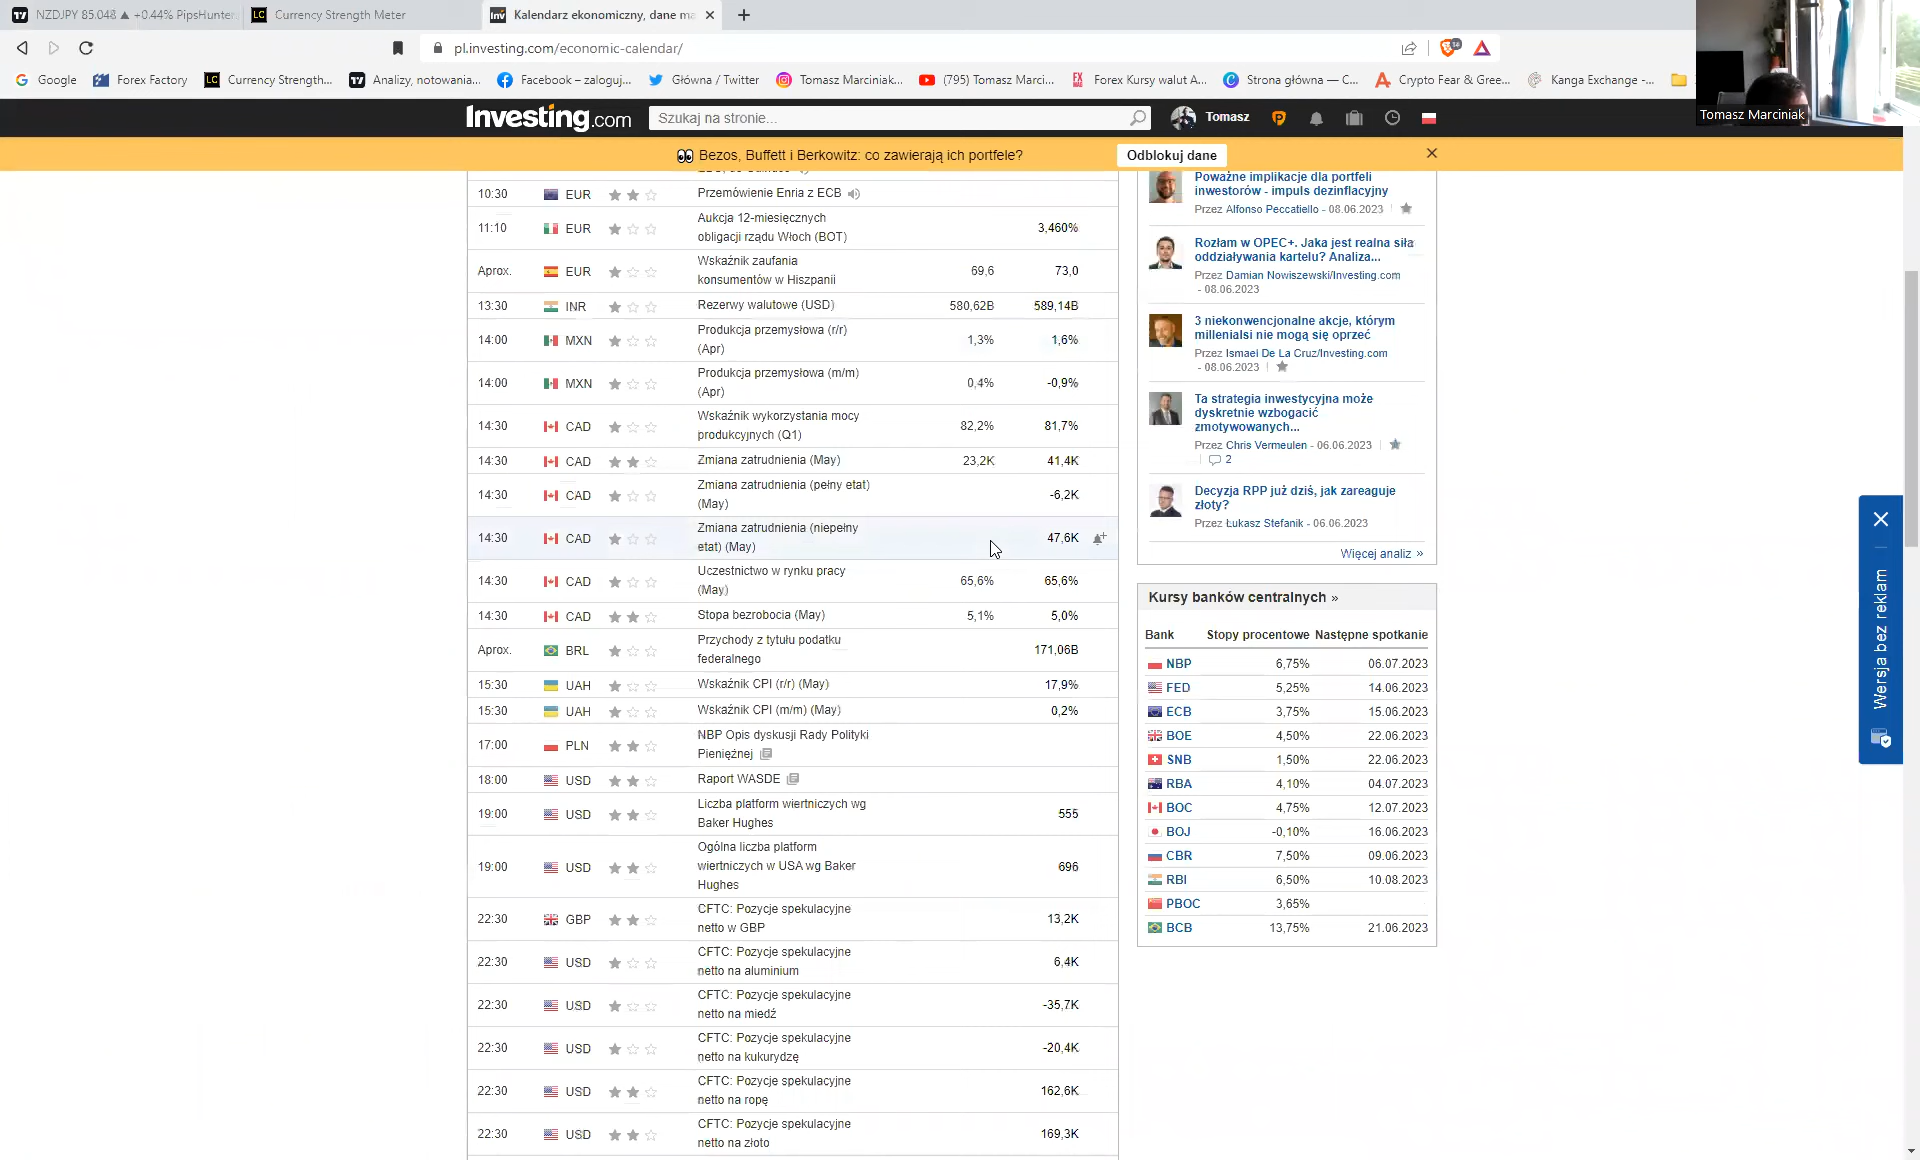 NZDJPY 85.048 ▲ +0.44% PipsHunter
Currency Strength Meter
Kalendarz ekonomiczny, dane ma
pl.investing.com/economic-calendar/
Google
Forex Factory
Currency Strength...
Analizy, notowania...
Facebook – zaloguj...
Główna / Twitter
Tomasz Marciniak...
(795) Tomasz Marci...
Forex Kursy walut A...
Strona główna — C...
Crypto Fear & Gree...
Kanga Exchange -...
Tomasz Marciniak
Investing.com
Szukaj na stronie...
Tomasz
Bezos, Buffett i Berkowitz: co zawierają ich portfele?
Odblokuj dane
10:30 EUR Przemówienie Enria z ECB
11:10 EUR Aukcja 12-miesięcznych
obligacji rządu Włoch (BOT) 3,460%
Aprox. EUR Wskaźnik zaufania
konsumentów w Hiszpanii 69,6 73,0
13:30 INR Rezerwy walutowe (USD) 580,62B 589,14B
14:00 MXN Produkcja przemysłowa (r/r)
(Apr) 1,3% 1,6%
14:00 MXN Produkcja przemysłowa (m/m)
(Apr) 0,4% -0,9%
14:30 CAD Wskaźnik wykorzystania mocy
produkcyjnych (Q1) 82,2% 81,7%
14:30 CAD Zmiana zatrudnienia (May) 23,2K 41,4K
14:30 CAD Zmiana zatrudnienia (pełny etat)
(May) -6,2K
14:30 CAD Zmiana zatrudnienia (niepełny
etat) (May) 47,6K
14:30 CAD Uczestnictwo w rynku pracy
(May) 65,6% 65,6%
14:30 CAD Stopa bezrobocia (May) 5,1% 5,0%
Aprox. BRL Przychody z tytułu podatku
federalnego 171,06B
15:30 UAH Wskaźnik CPI (r/r) (May) 17,9%
15:30 UAH Wskaźnik CPI (m/m) (May) 0,2%
17:00 PLN NBP Opis dyskusji Rady Polityki
Pieniężnej
18:00 USD Raport WASDE
19:00 USD Liczba platform wiertniczych wg
Baker Hughes 555
19:00 USD Ogólna liczba platform
wiertniczych w USA wg Baker
Hughes 696
22:30 GBP CFTC: Pozycje spekulacyjne
netto w GBP 13,2K
22:30 USD CFTC: Pozycje spekulacyjne
netto na aluminium 6,4K
22:30 USD CFTC: Pozycje spekulacyjne
netto na miedź -35,7K
22:30 USD CFTC: Pozycje spekulacyjne
netto na kukurydzę -20,4K
22:30 USD CFTC: Pozycje spekulacyjne
netto na ropę 162,6K
22:30 USD CFTC: Pozycje spekulacyjne
netto na złoto 169,3K
Poważne implikacje dla portfeli
inwestorów - impuls dezinflacyjny
Przez Alfonso Peccatiello - 08.06.2023
Rozłam w OPEC+. Jaka jest realna siła
oddziaływania kartelu? Analiza...
Przez Damian Nowiszewski/Investing.com
- 08.06.2023
3 niekonwencjonalne akcje, którym
millenialsi nie mogą się oprzeć
Przez Ismael De La Cruz/Investing.com
- 08.06.2023
Ta strategia inwestycyjna może
dyskretnie wzbogacić
zmotywowanych...
Przez Chris Vermeulen - 06.06.2023
2
Decyzja RPP już dziś, jak zareaguje
złoty?
Przez Łukasz Stefanik - 06.06.2023
Więcej analiz »
Kursy banków centralnych »
Bank Stopy procentowe Następne spotkanie
NBP 6,75% 06.07.2023
FED 5,25% 14.06.2023
ECB 3,75% 15.06.2023
BOE 4,50% 22.06.2023
SNB 1,50% 22.06.2023
RBA 4,10% 04.07.2023
BOC 4,75% 12.07.2023
BOJ -0,10% 16.06.2023
CBR 7,50% 09.06.2023
RBI 6,50% 10.08.2023
PBOC 3,65%
BCB 13,75% 21.06.2023
Wersja bez reklam